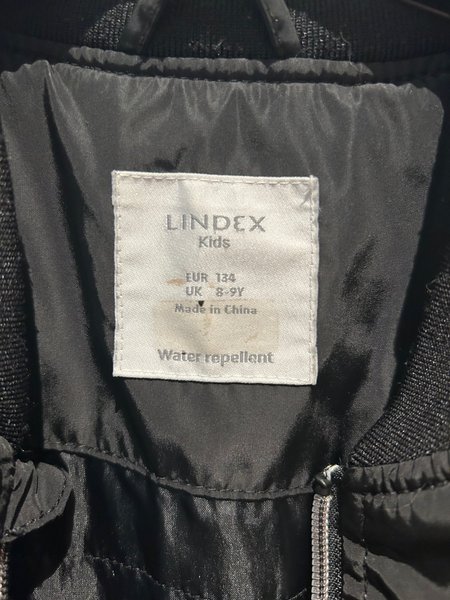 LINDEX
Kids
EUR 134
UK 8-9Y
Made in China
Water repellent